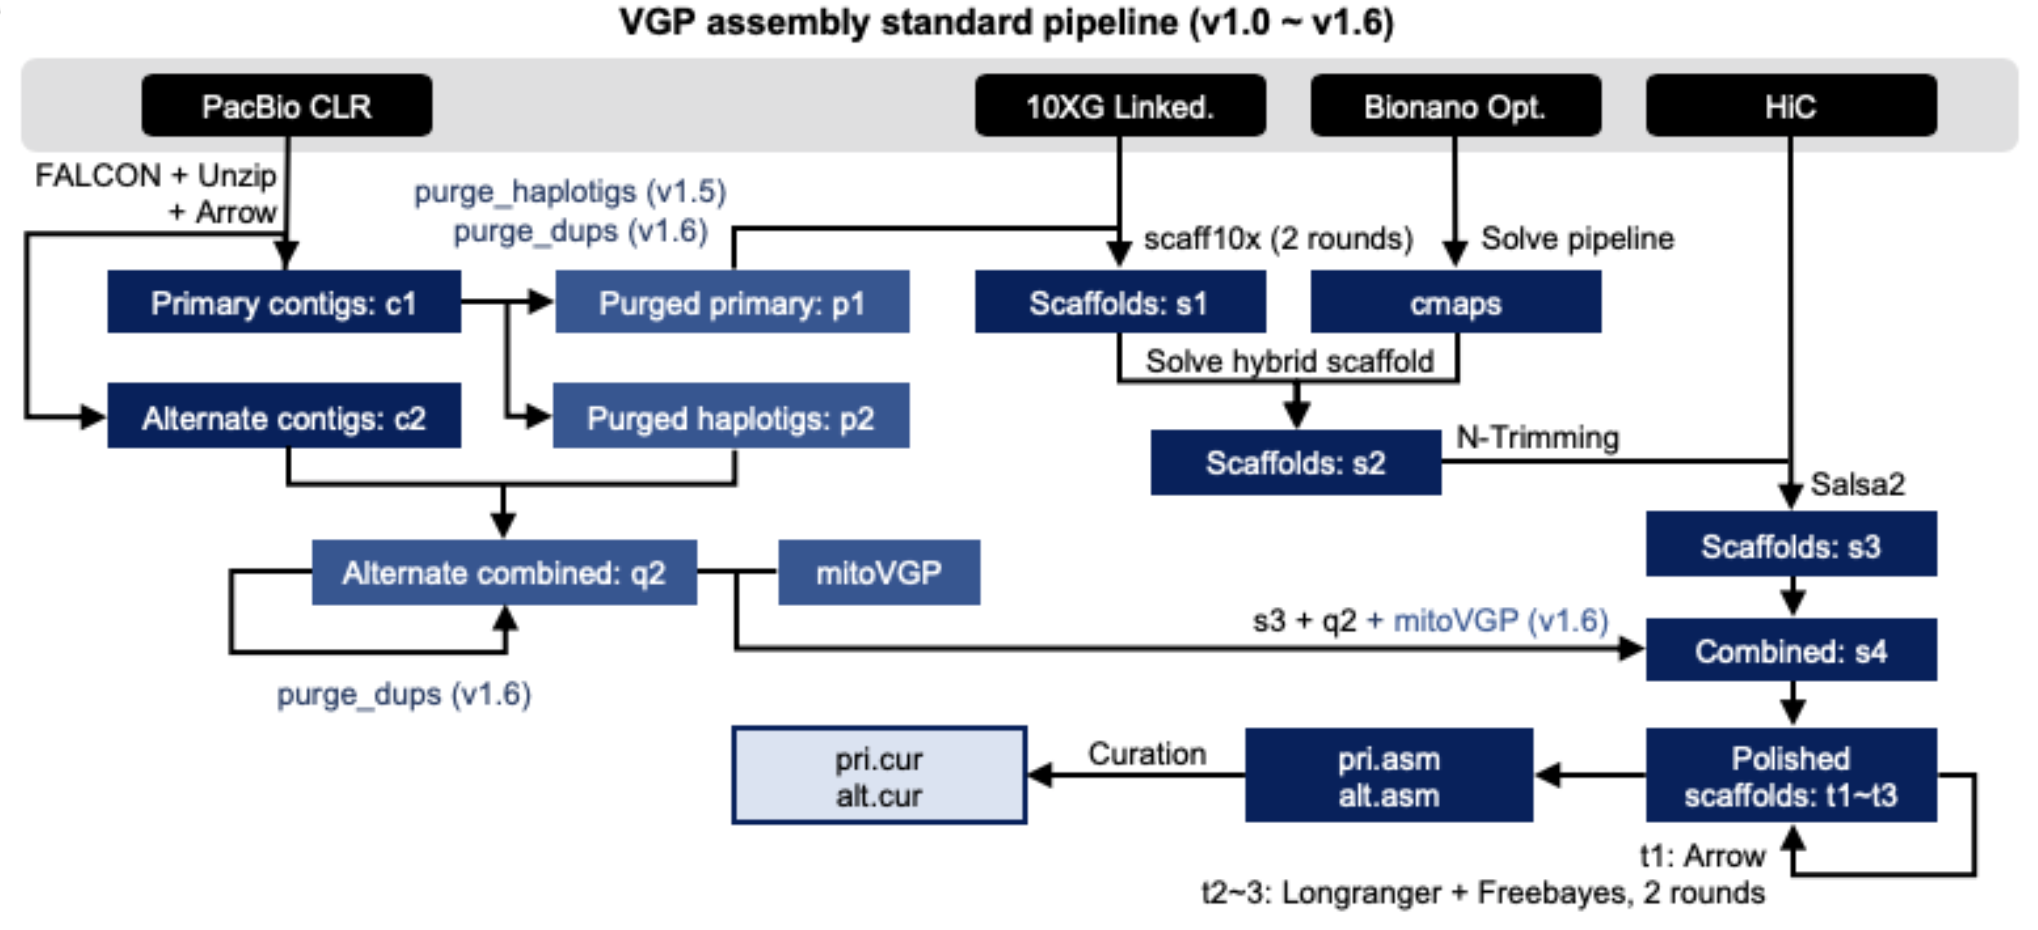 VGP assembly standard pipeline (v1.0 ~ v1.6)
PacBio CLR
10XG Linked.
Bionano Opt.
HiC
FALCON + Unzip
+ Arrow
purge_haplotigs (v1.5)
purge_dups (v1.6)
scaff10x (2 rounds)
Solve pipeline
Primary contigs: c1
Purged primary: p1
Scaffolds: s1
cmaps
Solve hybrid scaffold
Alternate contigs: c2
Purged haplotigs: p2
Scaffolds: s2
N-Trimming
Salsa2
Scaffolds: s3
Alternate combined: q2
mitoVGP
s3 + q2 + mitoVGP (v1.6)
Combined: s4
purge_dups (v1.6)
pri.cur
alt.cur
Curation
pri.asm
alt.asm
Polished
scaffolds: t1~t3
t1: Arrow
t2~3: Longranger + Freebayes, 2 rounds